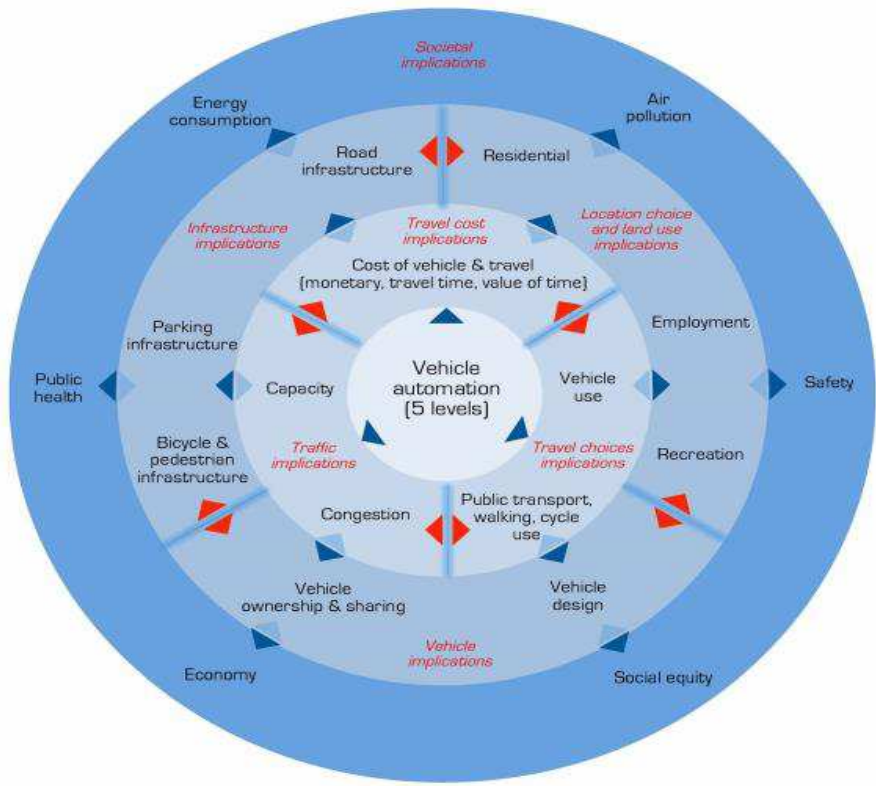 Societal
implications
Energy
consumption
Air
pollution
Road
infrastructure
Residential
Infrastructure
implications
Travel cost
implications
Location choice
and land use
implications
Cost of vehicle & travel
(monetary, travel time, value of time)
Parking
infrastructure
Employment
Public
health
Capacity
Vehicle
automation
(5 levels)
Vehicle
use
Safety
Bicycle &
pedestrian
infrastructure
Traffic
implications
Travel choices
implications
Recreation
Congestion
Public transport,
walking, cycle
use
Vehicle
ownership & sharing
Vehicle
design
Vehicle
implications
Economy
Social equity